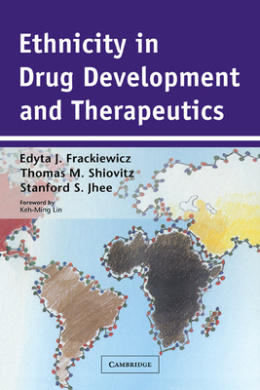 Ethnicity in
Drug Development
and Therapeutics
Edyta J. Frackiewicz
Thomas M. Shiovitz
Stanford S. Jhee
Foreword by
Keh-Ming Lin
CAMBRIDGE